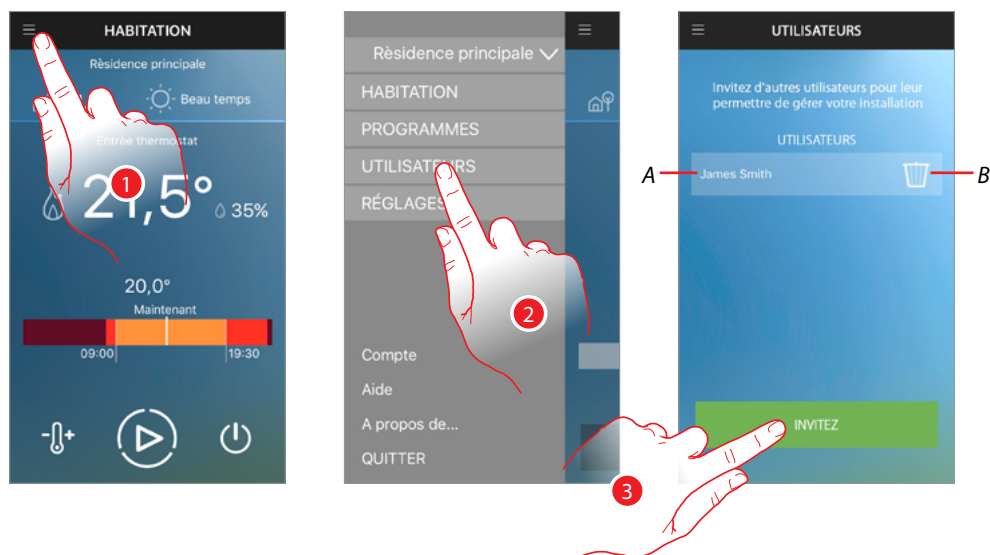 HABITATION
Rèsidence principale
Beau temps
Entrée thermostat
21,5°
35%
20,0°
Maintenant
09:00
19:30
1
Rèsidence principale
HABITATION
PROGRAMMES
UTILISATEURS
RÉGLAGES
Compte
Aide
A propos de...
QUITTER
2
UTILISATEURS
Invitez d'autres utilisateurs pour leur
permettre de gérer votre installation
UTILISATEURS
A
James Smith
B
INVITEZ
3